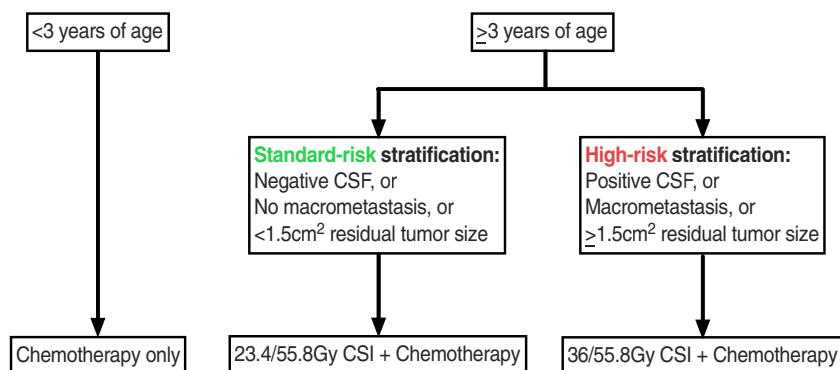 <3 years of age
≥3 years of age
Standard-risk stratification:
Negative CSF, or
No macrometastasis, or
<1.5cm² residual tumor size
High-risk stratification:
Positive CSF, or
Macrometastasis, or
≥1.5cm² residual tumor size
Chemotherapy only
23.4/55.8Gy CSI + Chemotherapy
36/55.8Gy CSI + Chemotherapy